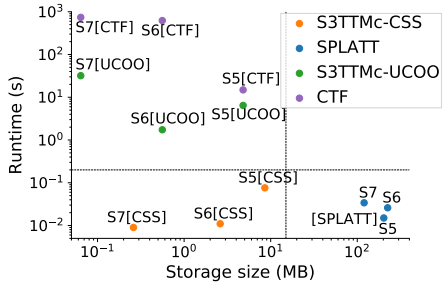 10³
10²
10¹
10⁰
10⁻¹
10⁻²
Runtime (s)
S7[CTF]
S6[CTF]
S7[UCOO]
S5[CTF]
S6[UCOO]
S5[UCOO]
S5[CSS]
S7[CSS]
S6[CSS]
S7
S6
[SPLATT]
S5
S3TTMc-CSS
SPLATT
S3TTMc-UCOO
CTF
10⁻¹
10⁰
10¹
10²
Storage size (MB)